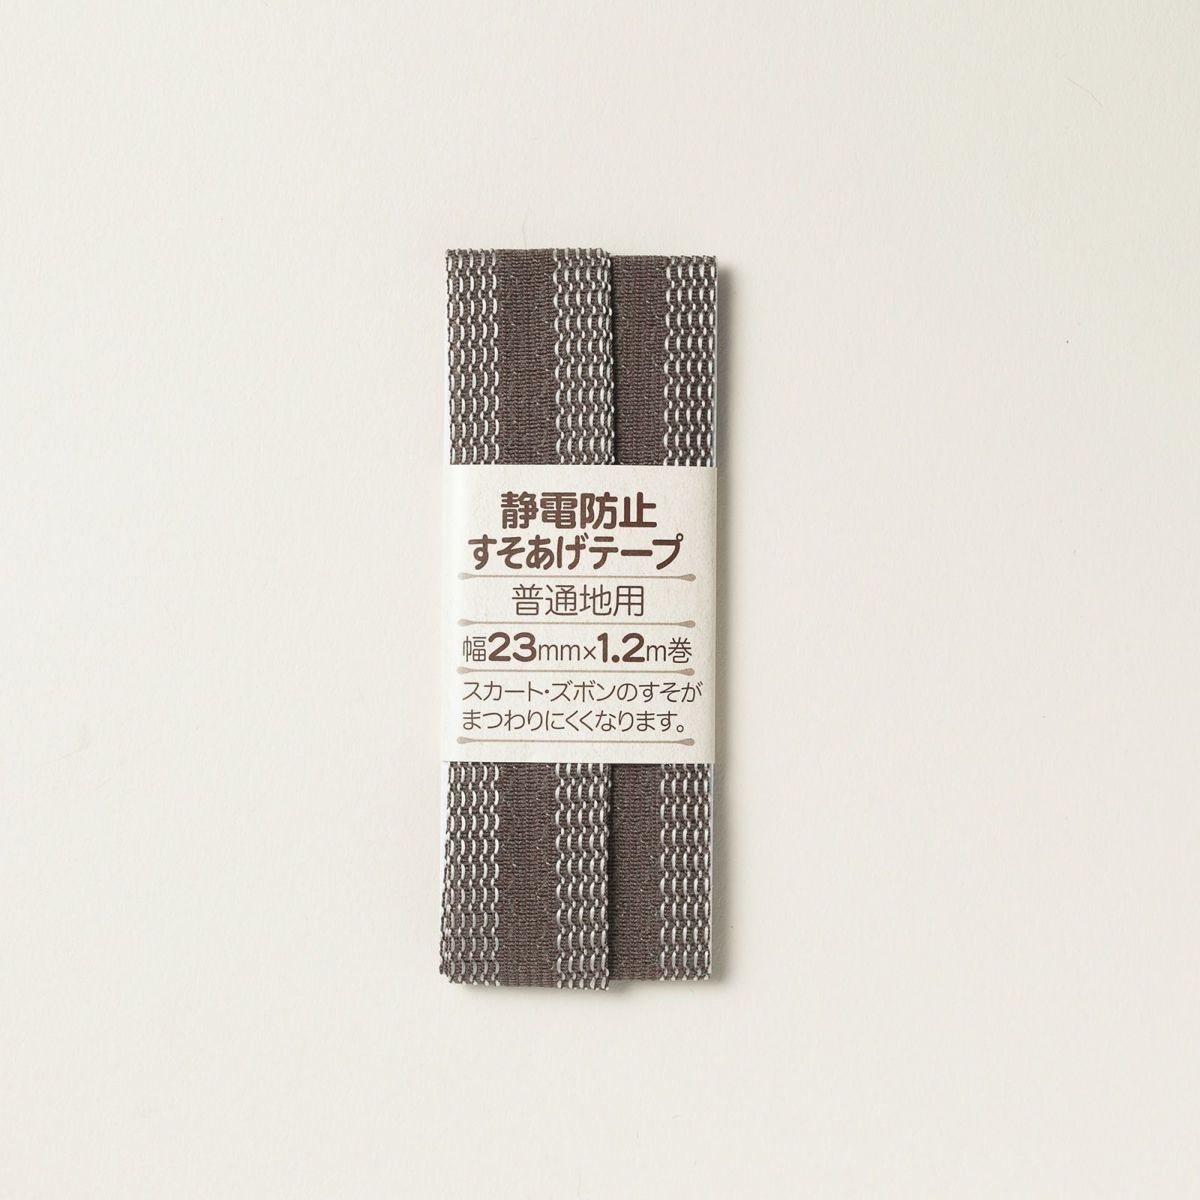 静電防止
すそあげテープ
普通地用
幅23mm×1.2m巻
スカート・ズボンのすそが
まつわりにくくなります。